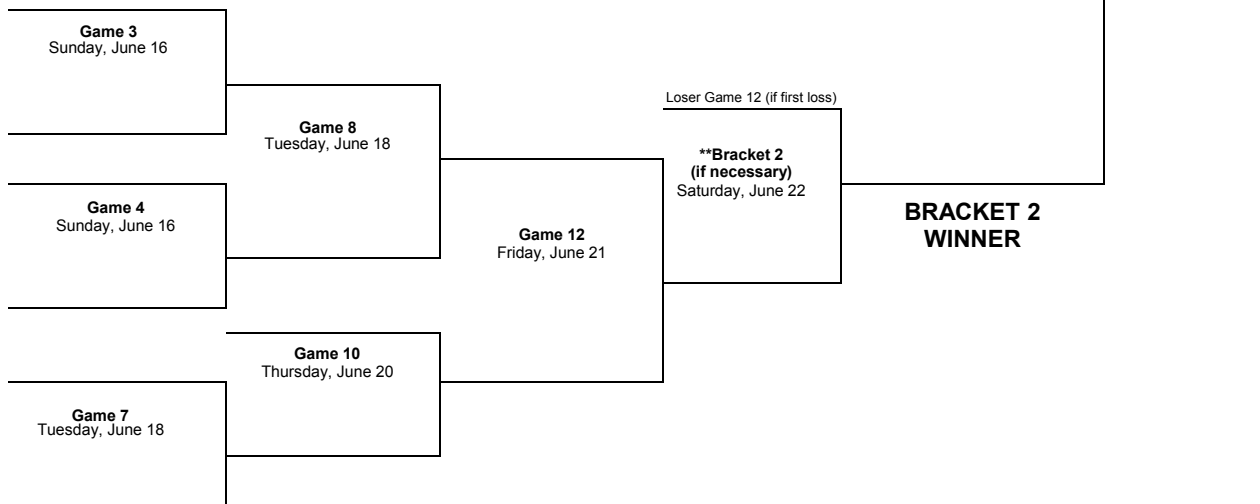 Game 3
Sunday, June 16
Loser Game 12 (if first loss)
Game 8
Tuesday, June 18
**Bracket 2
(if necessary)
Saturday, June 22
Game 4
Sunday, June 16
BRACKET 2
WINNER
Game 12
Friday, June 21
Game 10
Thursday, June 20
Game 7
Tuesday, June 18